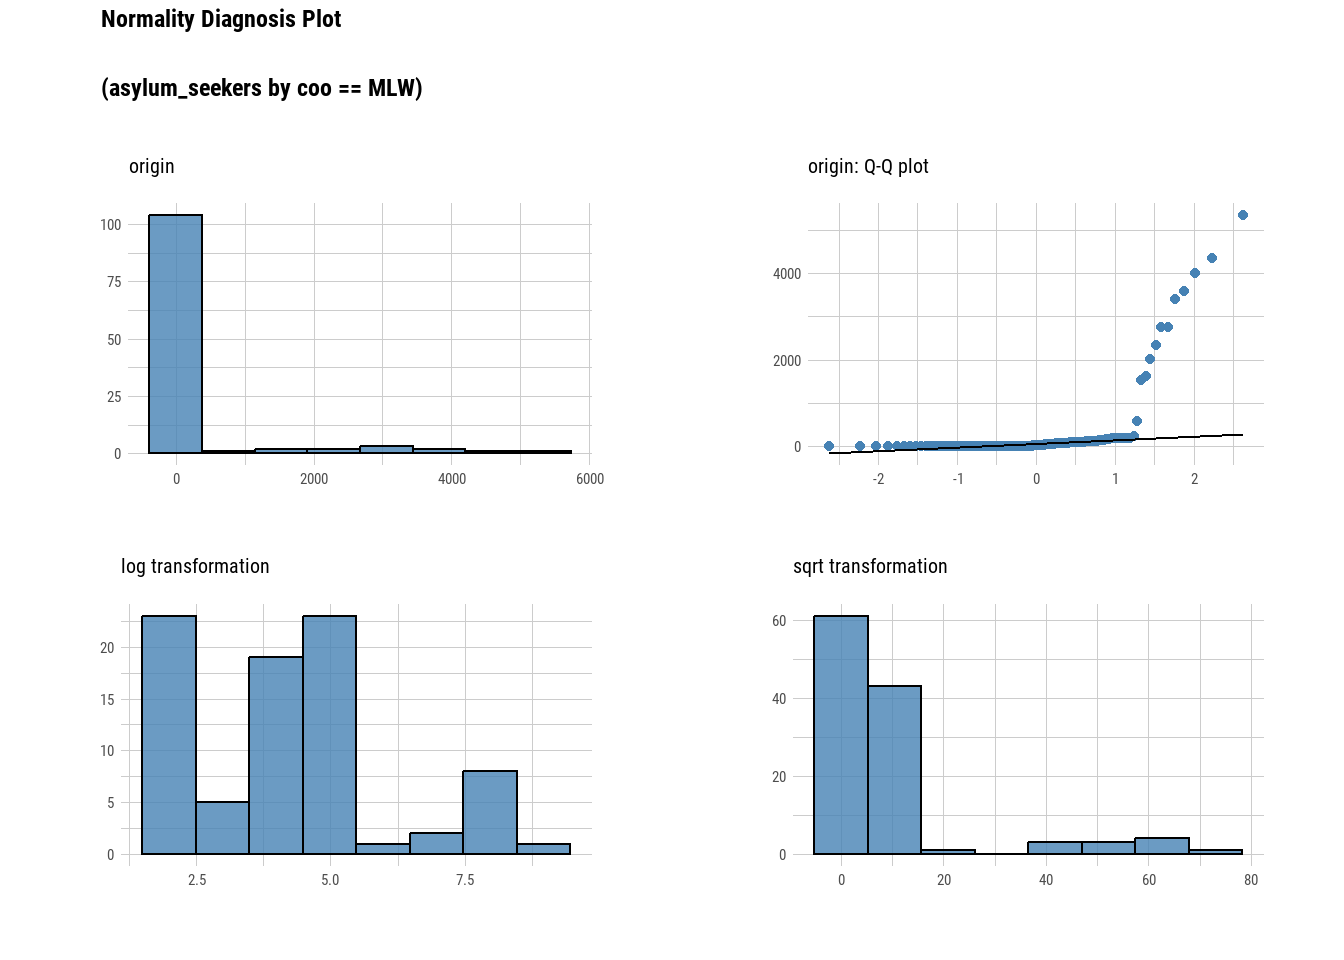 Normality Diagnosis Plot
(asylum_seekers by coo == MLW)
origin
100
75
50
25
0
0 2000 4000 6000
origin: Q-Q plot
4000
2000
0
-2 -1 0 1 2
log transformation
20
15
10
5
0
2.5 5.0 7.5
sqrt transformation
60
40
20
0
0 20 40 60 80